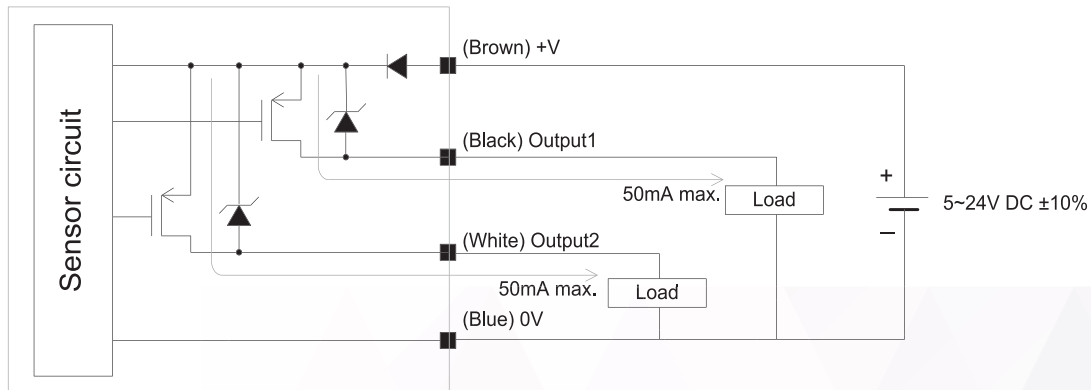 Sensor circuit
(Brown) +V
(Black) Output1
50mA max.
Load
+
5~24V DC ±10%
−
(White) Output2
50mA max.
Load
(Blue) 0V